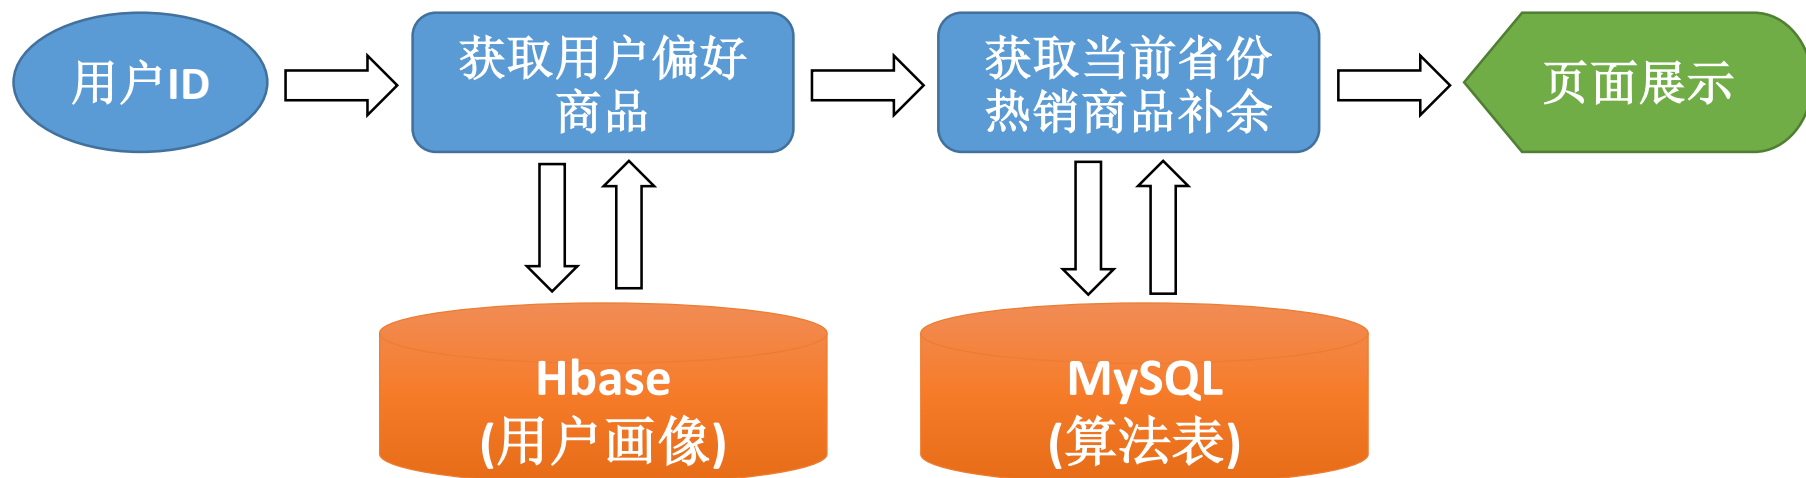 用户ID
获取用户偏好
商品
获取当前省份
热销商品补余
页面展示
Hbase
(用户画像)
MySQL
(算法表)